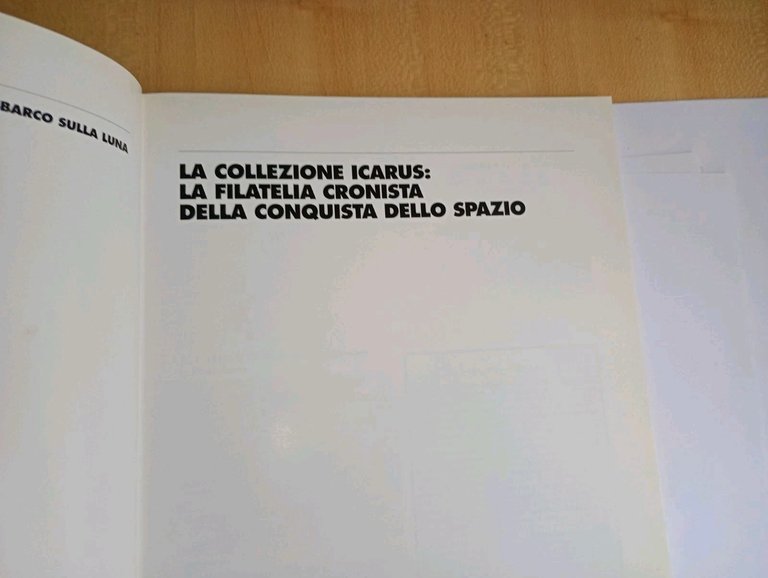 BARCO SULLA LUNA
LA COLLEZIONE ICARUS:
LA FILATELIA CRONISTA
DELLA CONQUISTA DELLO SPAZIO